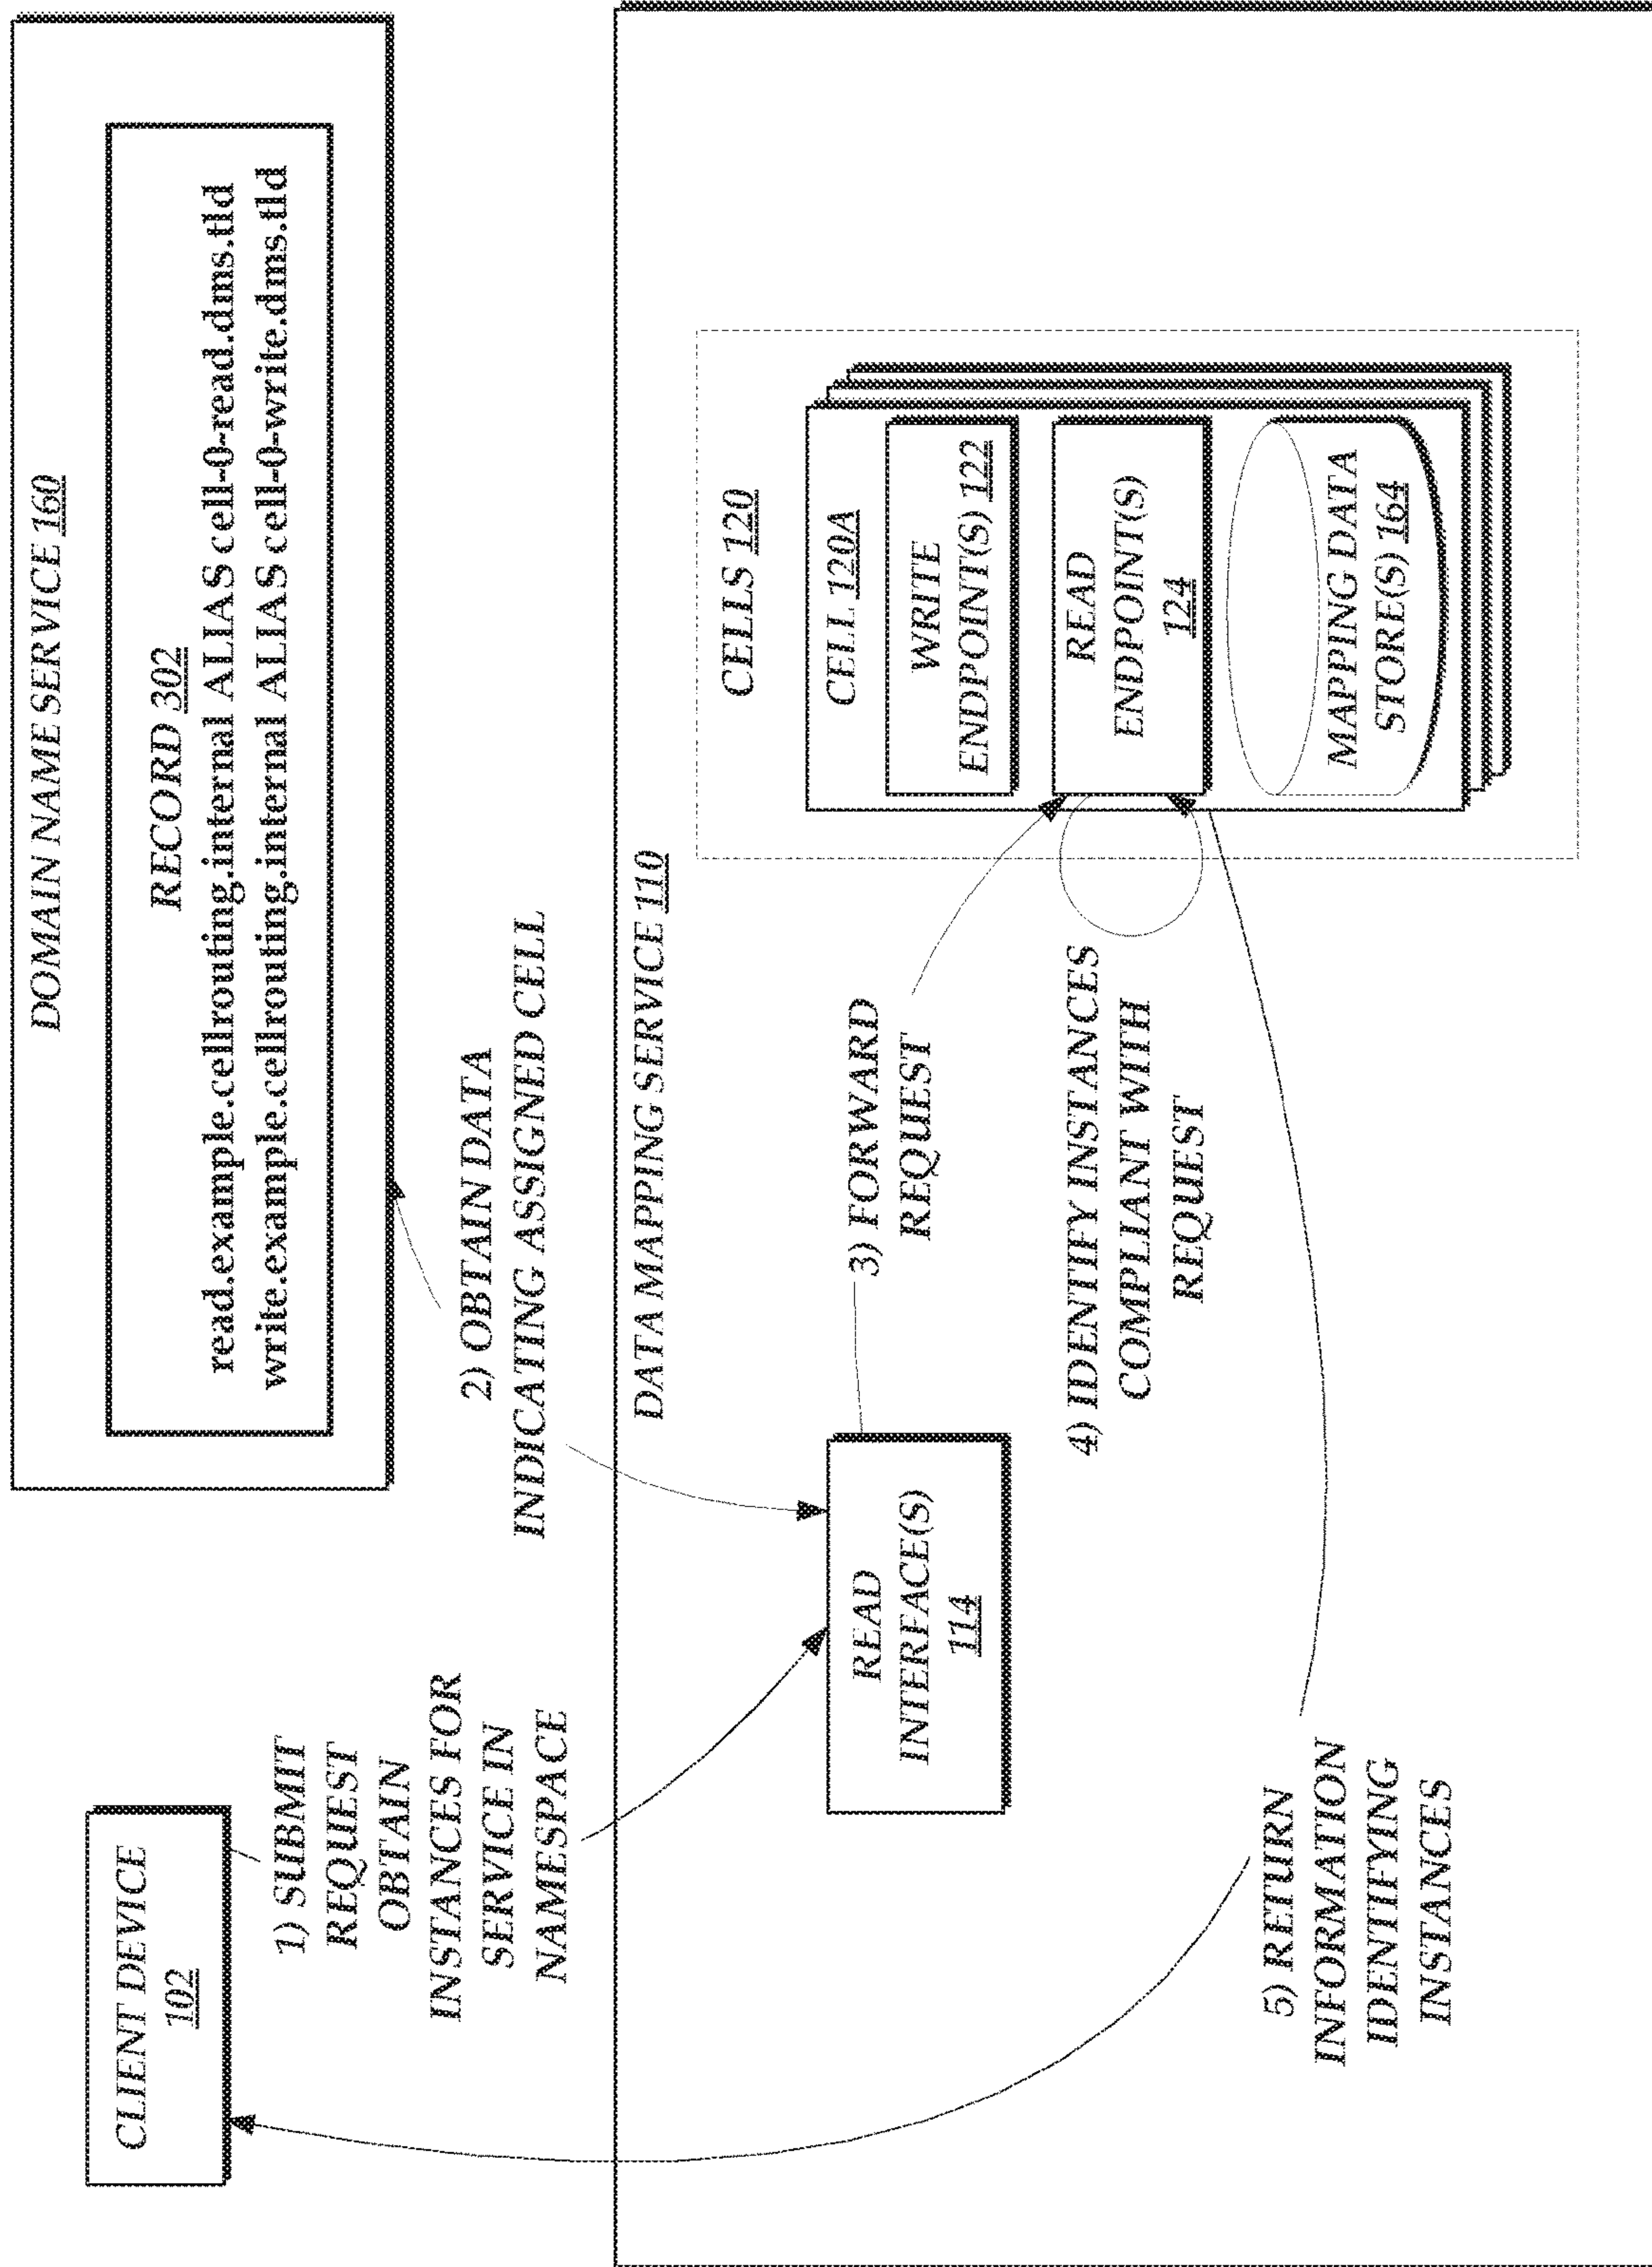 DOMAIN NAME SERVICE 160
RECORD 302
read.example.cellrouting.internal ALIAS cell-0-read.dms.tld
write.example.cellrouting.internal ALIAS cell-0-write.dms.tld
CLIENT DEVICE
102
1) SUBMIT
REQUEST
OBTAIN
INSTANCES FOR
SERVICE IN
NAMESPACE
2) OBTAIN DATA
INDICATING ASSIGNED CELL
DATA MAPPING SERVICE 110
READ
INTERFACE(S)
114
3) FORWARD
REQUEST
CELLS 120
CELL 120A
WRITE
ENDPOINT(S) 122
READ
ENDPOINT(S)
124
MAPPING DATA
STORE(S) 164
4) IDENTIFY INSTANCES
COMPLIANT WITH
REQUEST
5) RETURN
INFORMATION
IDENTIFYING
INSTANCES